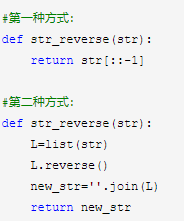 #第一种方式:
def str_reverse(str):
    return str[::-1]
#第二种方式:
def str_reverse(str):
    L=list(str)
    L.reverse()
    new_str=''.join(L)
    return new_str